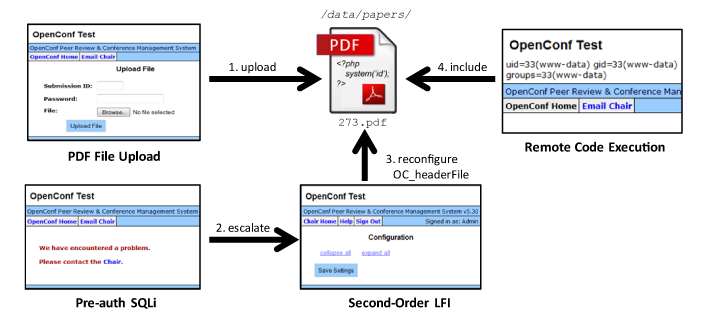 /data/papers/
OpenConf Test
OpenConf Peer Review & Conference Management System
OpenConf Home Email Chair
Upload File
Submission ID:
Password:
File: Browse.. No file selected
Upload File
PDF File Upload
1. upload
PDF
<?php
system('id');
?>
273.pdf
4. include
OpenConf Test
uid=33(www-data) gid=33(www-data)
groups=33(www-data)
OpenConf Peer Review & Conference Man
OpenConf Home Email Chair
Remote Code Execution
3. reconfigure
OC_headerFile
OpenConf Test
OpenConf Peer Review & Conference Management System
OpenConf Home Email Chair
We have encountered a problem.
Please contact the Chair.
Pre-auth SQLi
2. escalate
OpenConf Test
OpenConf Peer Review & Conference Management System v5.30
Chair Home Help Sign Out Signed in as: Admin
Configuration
collapse all expand all
Save Settings
Second-Order LFI